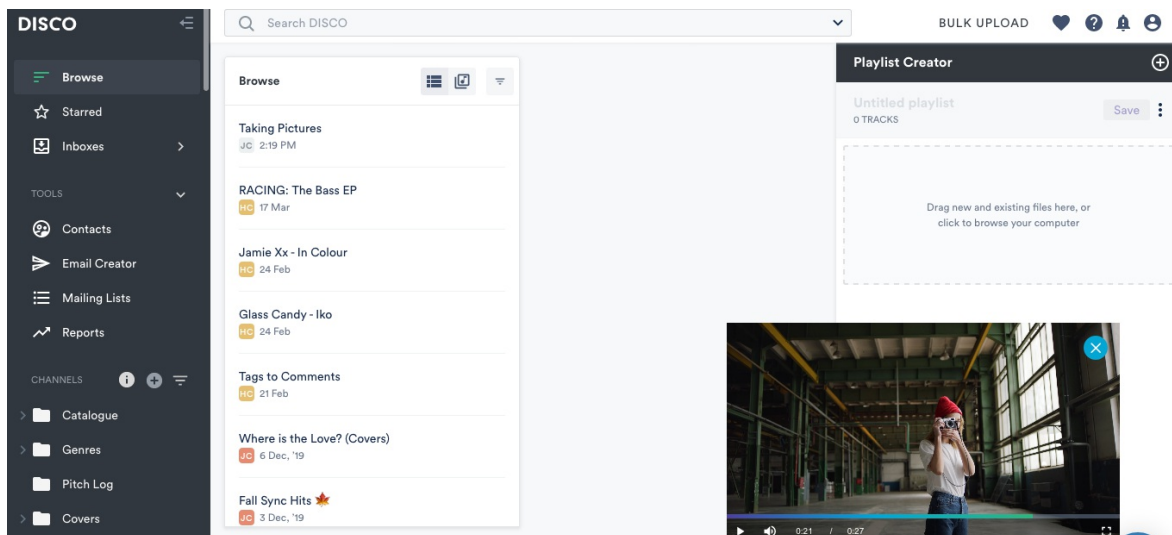 DISCO
Search DISCO
BULK UPLOAD
Browse
Starred
Inboxes
TOOLS
Contacts
Email Creator
Mailing Lists
Reports
CHANNELS
Catalogue
Genres
Pitch Log
Covers
Browse
Taking Pictures
JC 2:19 PM
RACING: The Bass EP
HC 17 Mar
Jamie Xx - In Colour
HC 24 Feb
Glass Candy - Iko
HC 24 Feb
Tags to Comments
HC 21 Feb
Where is the Love? (Covers)
JC 6 Dec, '19
Fall Sync Hits 🍁
JC 3 Dec, '19
Playlist Creator
Untitled playlist
0 TRACKS
Save
Drag new and existing files here, or
click to browse your computer
0:21 / 0:27